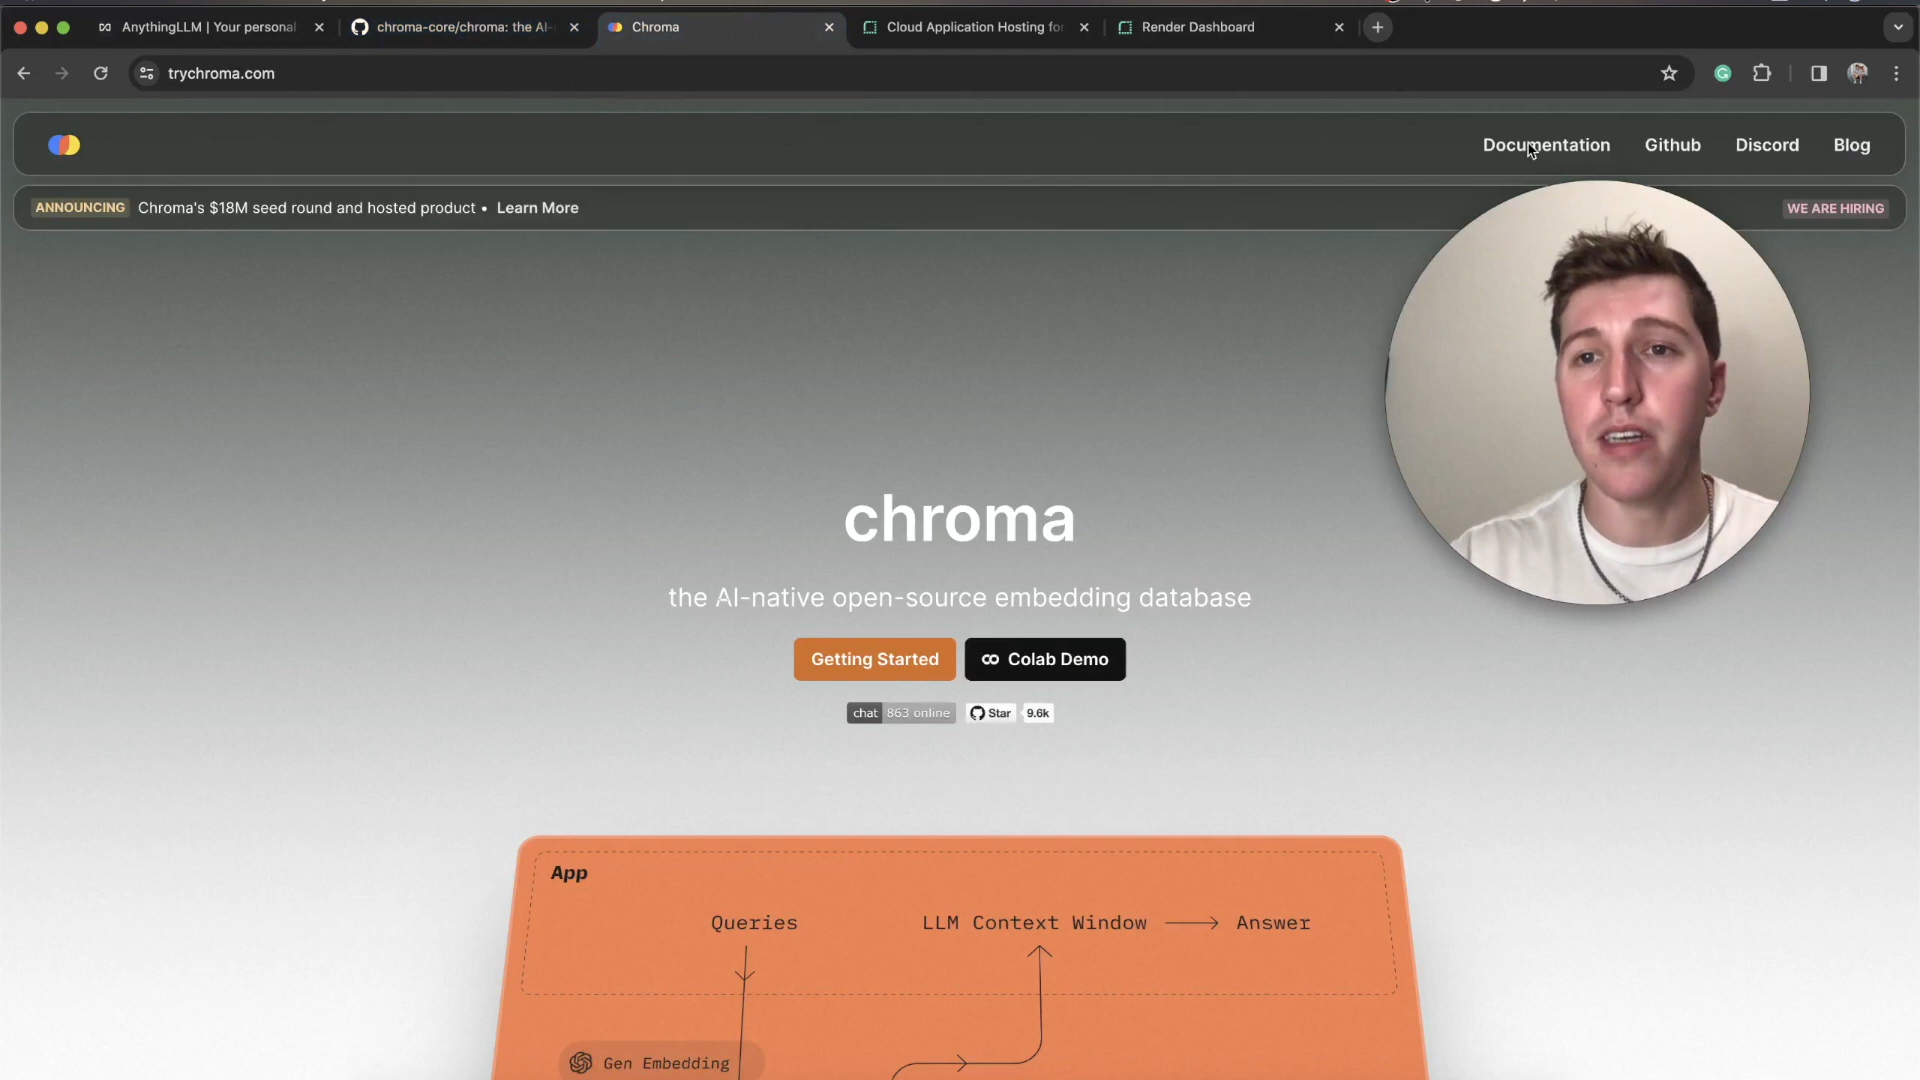 AnythingLLM | Your personal
chroma-core/chroma: the AI-
Chroma
Cloud Application Hosting for
Render Dashboard
trychroma.com
Documentation
Github
Discord
Blog
ANNOUNCING
Chroma's $18M seed round and hosted product • Learn More
WE ARE HIRING
chroma
the AI-native open-source embedding database
Getting Started
Colab Demo
chat 863 online
Star 9.6k
App
Queries
LLM Context Window
Answer
Gen Embedding